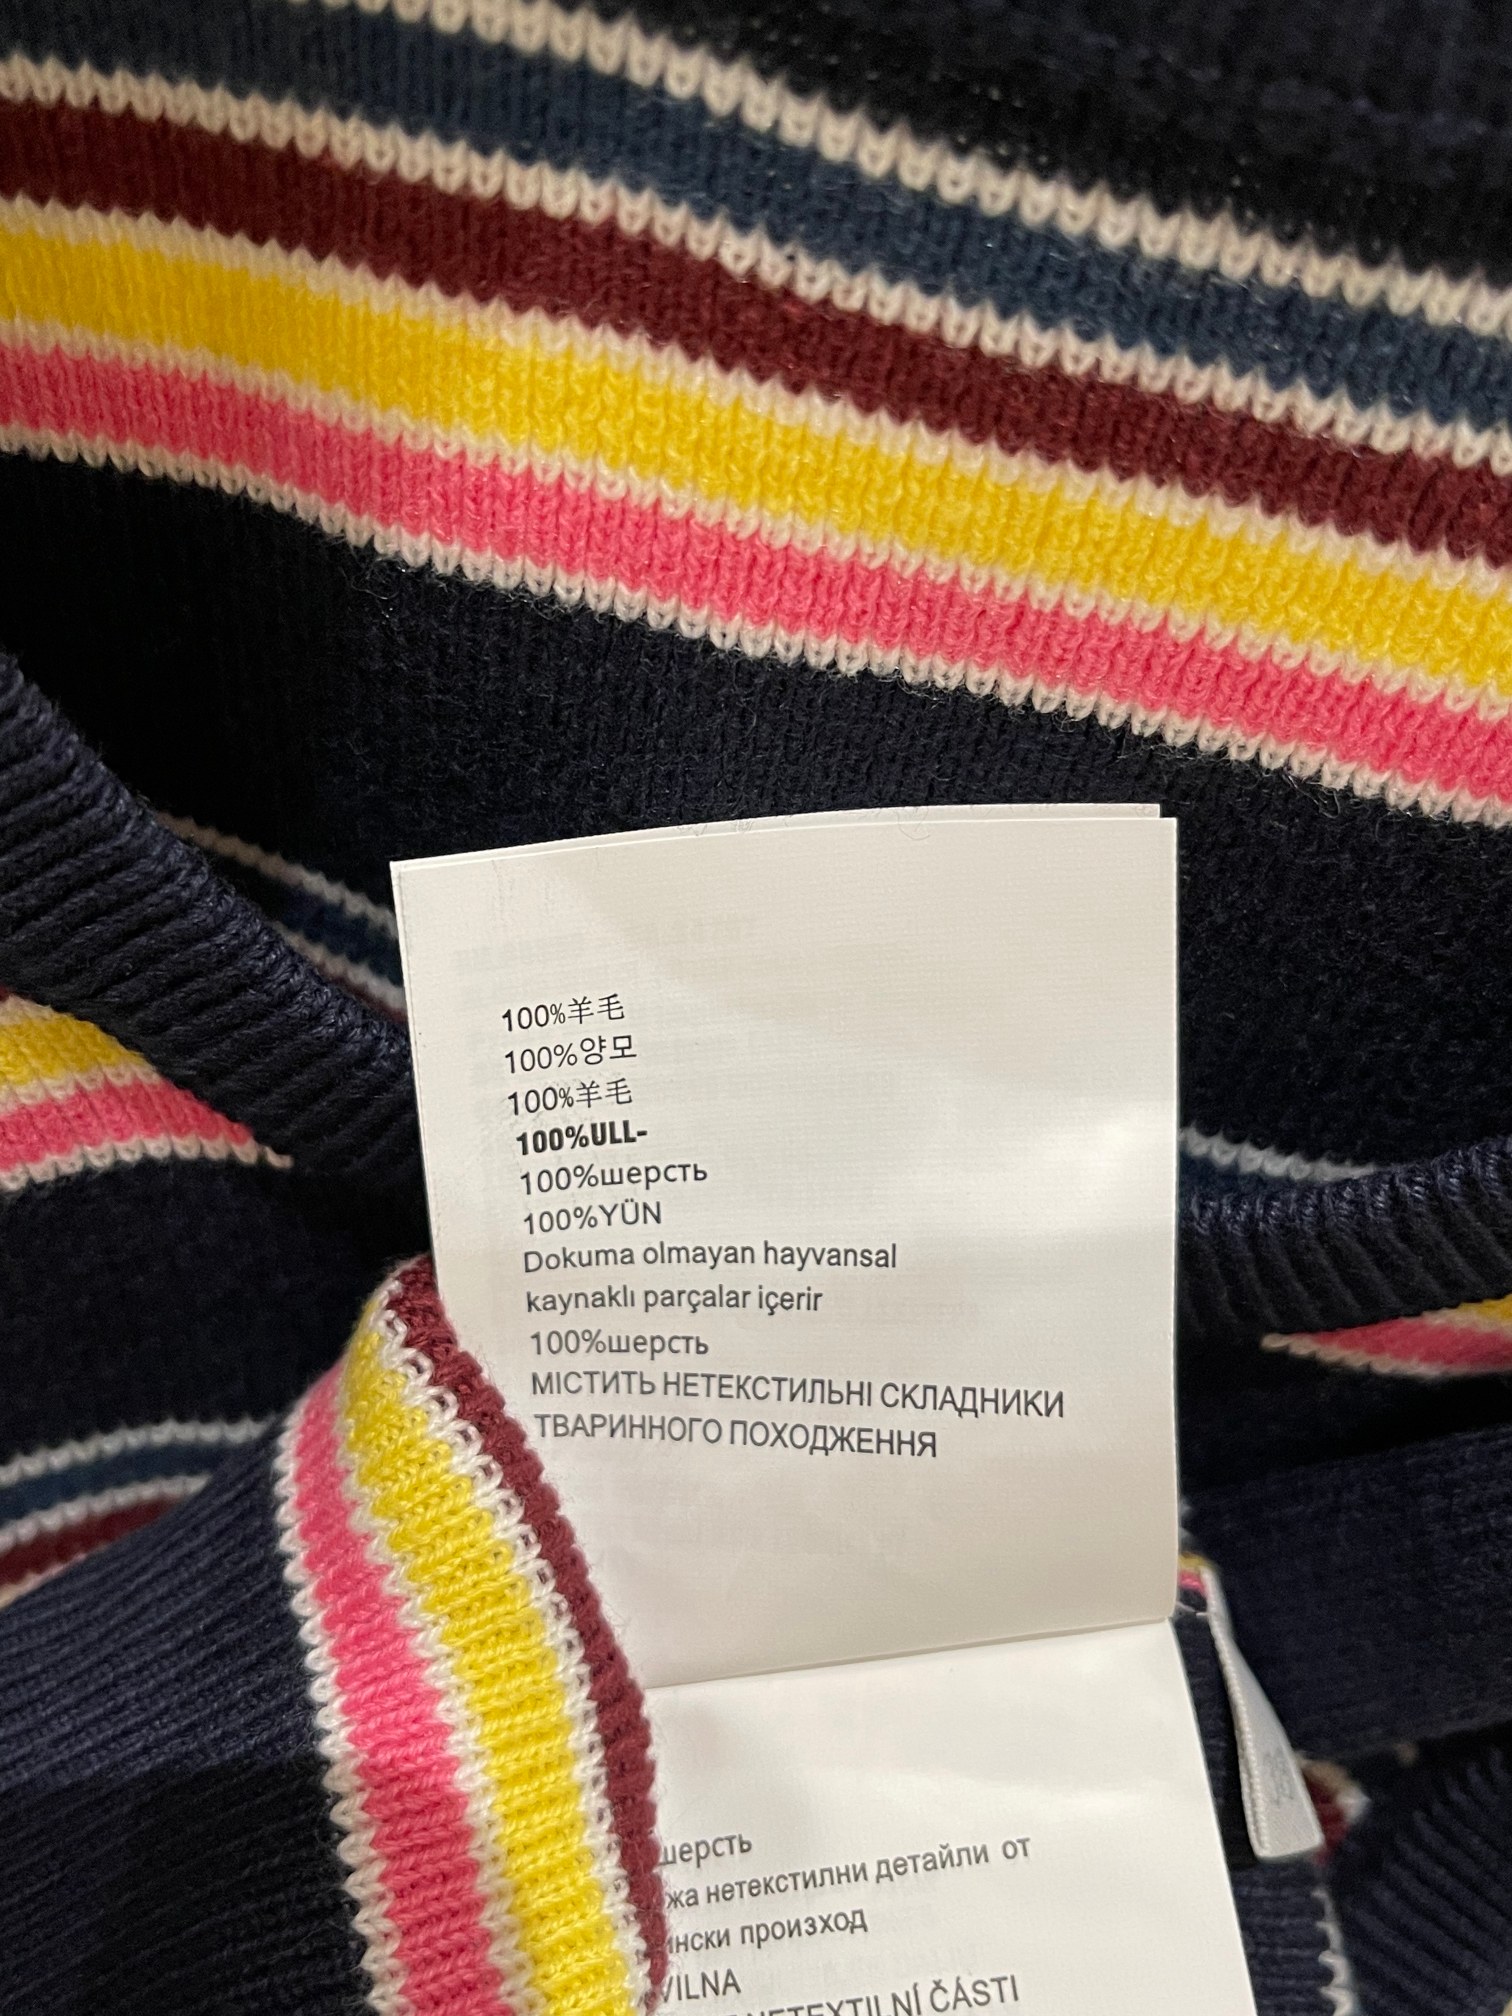 100%羊毛
100%양모
100%羊毛
100%ULL-
100%шерсть
100%YÜN
Dokuma olmayan hayvansal
kaynaklı parçalar içerir
100%шерсть
МІСТИТЬ НЕТЕКСТИЛЬНІ СКЛАДНИКИ
ТВАРИННОГО ПОХОДЖЕННЯ
шерсть
нетекстилни детайли от
произход
VILNA
ČÁSTI